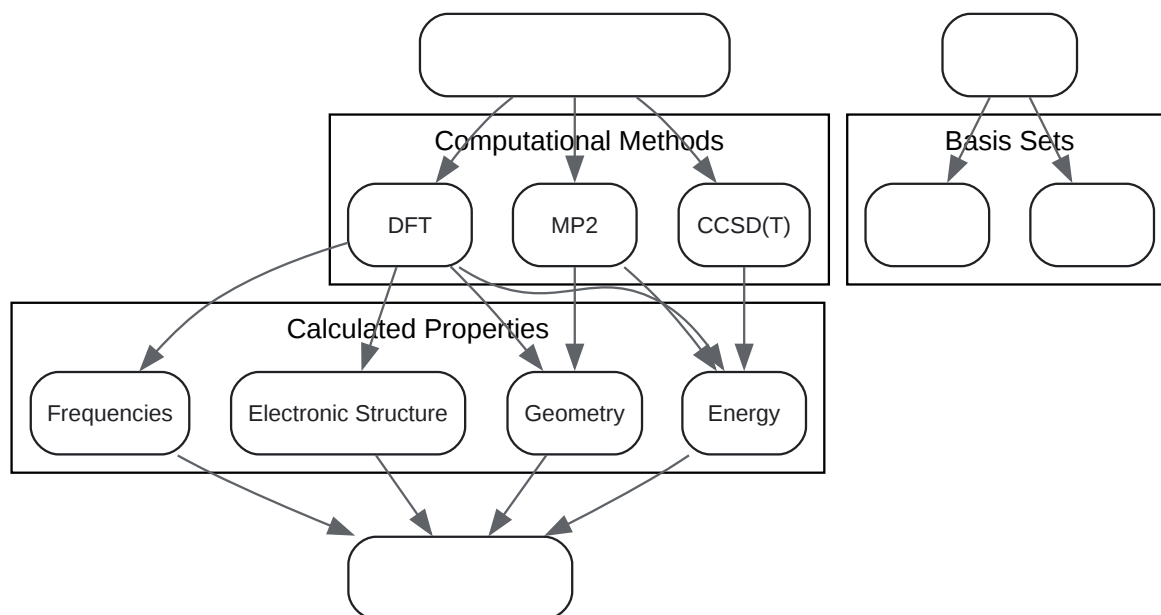 Computational Methods
Basis Sets
DFT
MP2
CCSD(T)
Calculated Properties
Frequencies
Electronic Structure
Geometry
Energy